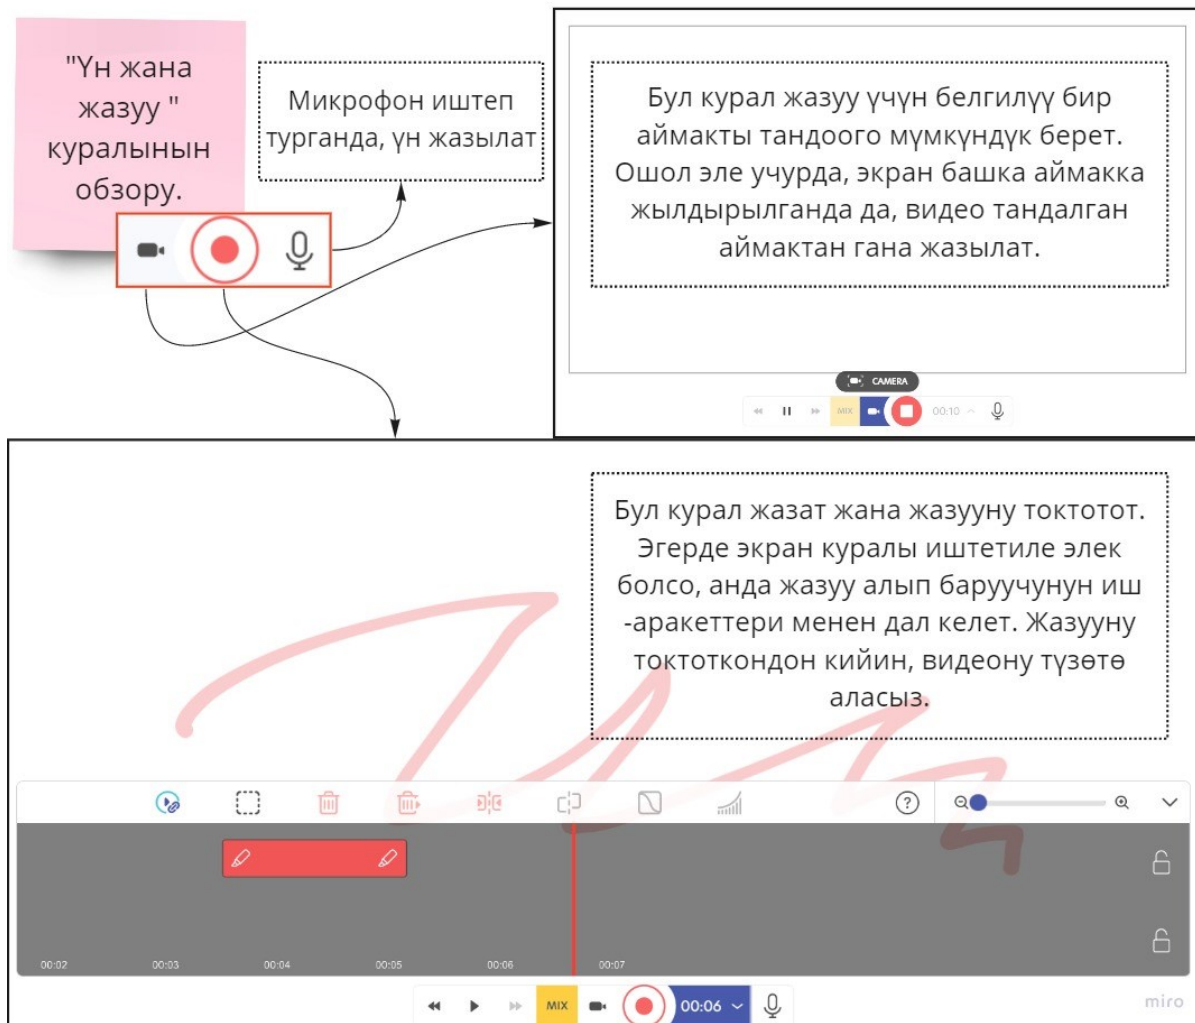 "Үн жана
жазуу "
куралынын
обзору.
Микрофон иштеп
турганда, үн жазылат
Бул курал жазуу үчүн белгилүү бир
аймакты тандоого мүмкүндүк берет.
Ошол эле учурда, экран башка аймакка
жылдырылганда да, видео тандалган
аймактан гана жазылат.
CAMERA
MIX 00:10
Бул курал жазат жана жазууну токтотот.
Эгерде экран куралы иштетиле элек
болсо, анда жазуу алып баруучунун иш
-аракеттери менен дал келет. Жазууну
токтоткондон кийин, видеону түзөтө
аласыз.
00:02 00:03 00:04 00:05 00:06 00:07
MIX 00:06
miro